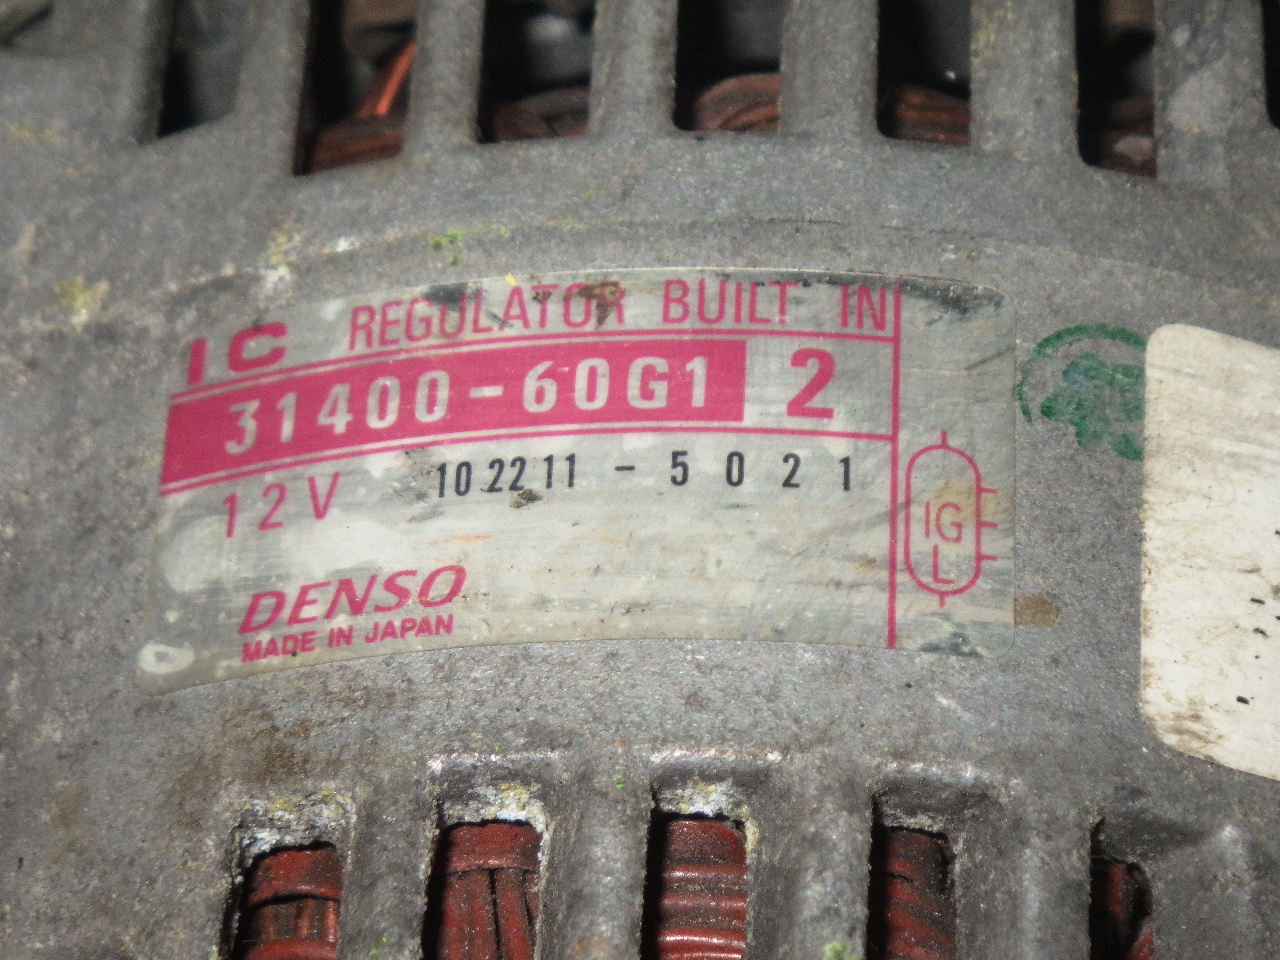 IC REGULATOR BUILT IN
31400-60G1 2
12V 102211-5021
DENSO
MADE IN JAPAN
IG
L